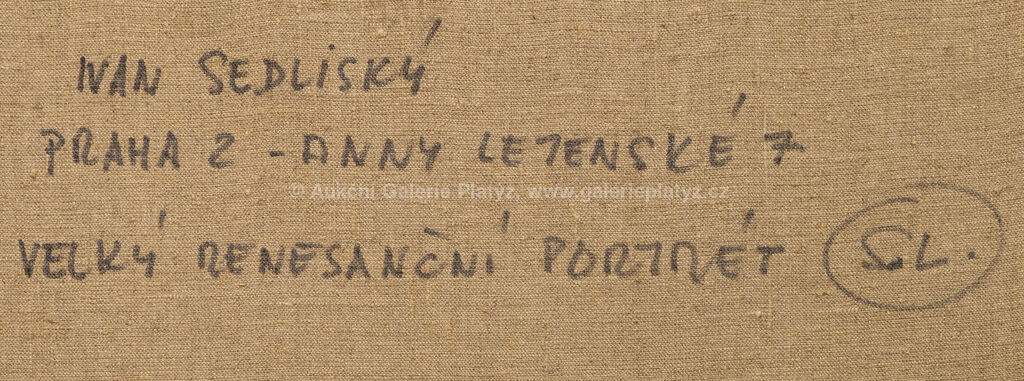 IVAN SEDLISKÝ
PRAHA 2 - ANNY LETENSKÉ 7
© Aukční Galerie Platýz, www.galerieplatyz.cz
VELKÝ RENESANČNÍ PORTRÉT SL.